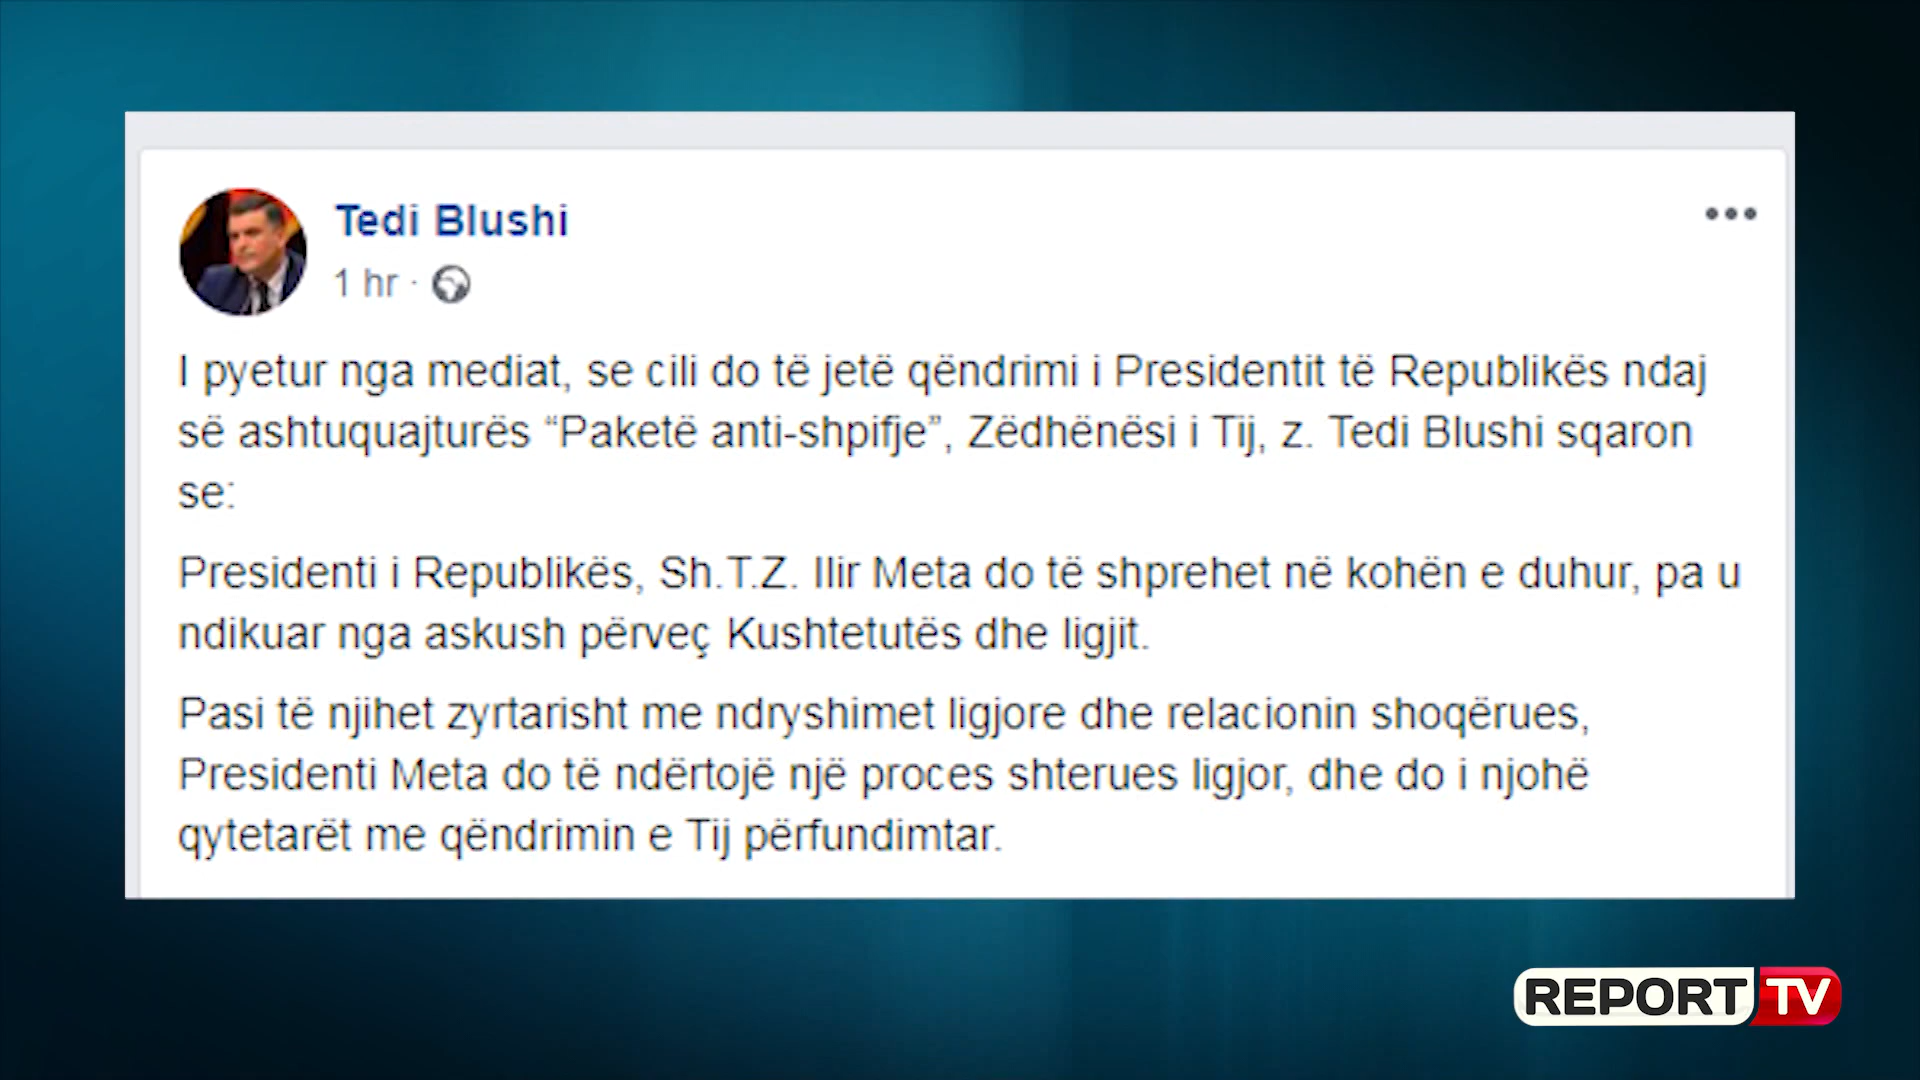 Tedi Blushi
1 hr ·
I pyetur nga mediat, se cili do të jetë qëndrimi i Presidentit të Republikës ndaj
së ashtuquajturës “Paketë anti-shpifje”, Zëdhënësi i Tij, z. Tedi Blushi sqaron
se:
Presidenti i Republikës, Sh.T.Z. Ilir Meta do të shprehet në kohën e duhur, pa u
ndikuar nga askush përveç Kushtetutës dhe ligjit.
Pasi të njihet zyrtarisht me ndryshimet ligjore dhe relacionin shoqërues,
Presidenti Meta do të ndërtojë një proces shterues ligjor, dhe do i njohë
qytetarët me qëndrimin e Tij përfundimtar.
REPORT TV